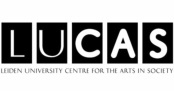 LUCAS
LEIDEN UNIVERSITY CENTRE FOR THE ARTS IN SOCIETY